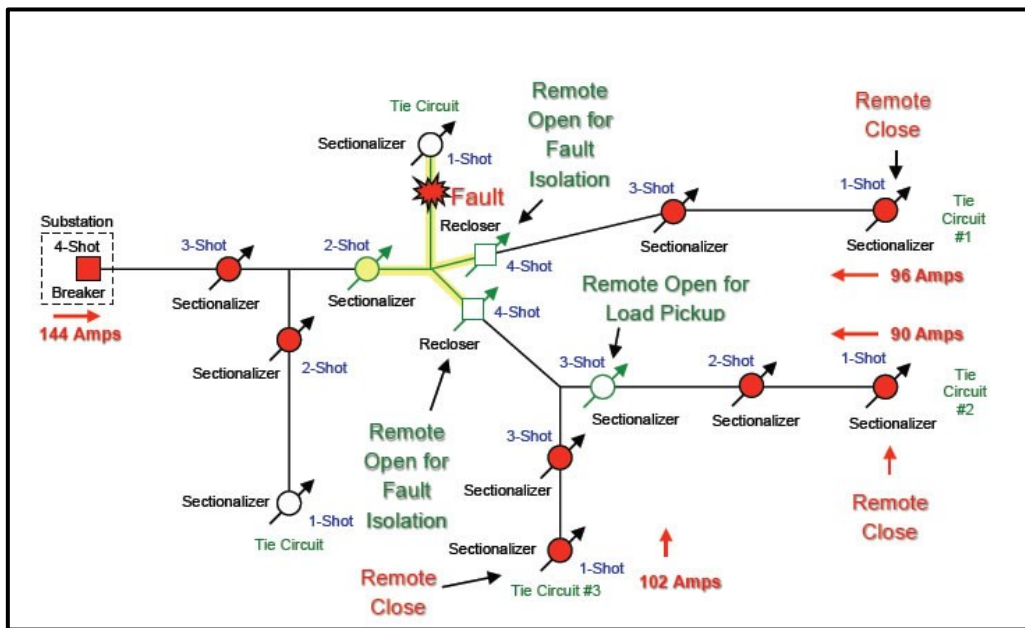 Tie Circuit
Sectionalizer
1-Shot
Fault
Remote
Open for
Fault
Isolation
Remote
Close
Substation
4-Shot
Breaker
144 Amps
3-Shot
Sectionalizer
2-Shot
Sectionalizer
Recloser
4-Shot
3-Shot
Sectionalizer
1-Shot
Sectionalizer
Tie
Circuit
#1
96 Amps
Sectionalizer
2-Shot
4-Shot
Recloser
Remote Open for
Load Pickup
90 Amps
3-Shot
Sectionalizer
2-Shot
Sectionalizer
1-Shot
Sectionalizer
Tie
Circuit
#2
Remote
Open for
Fault
Isolation
3-Shot
Sectionalizer
Remote
Close
Sectionalizer
1-Shot
Tie Circuit
Sectionalizer
1-Shot
Remote
Close
Tie Circuit #3
102 Amps